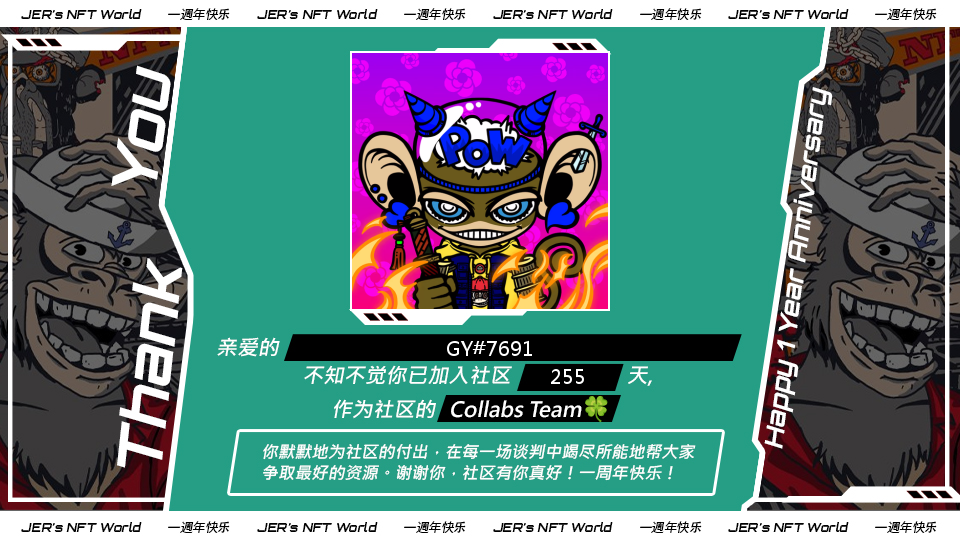 JER's NFT World 一週年快乐 JER's NFT World 一週年快乐 JER's NFT World 一週年快乐 JER's NFT World 一週年快乐
Thank You
POW
Happy 1 Year Anniversary
亲爱的 GY#7691
不知不觉你已加入社区 255 天,
作为社区的 Collabs Team🍀
你默默地为社区的付出，在每一场谈判中竭尽所能地帮大家
争取最好的资源。谢谢你，社区有你真好！一周年快乐！
JER's NFT World 一週年快乐 JER's NFT World 一週年快乐 JER's NFT World 一週年快乐 JER's NFT World 一週年快乐